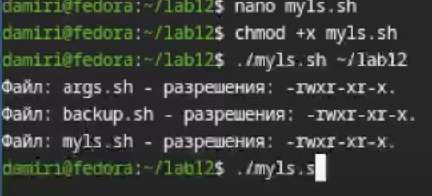 damiri@fedora:~/lab12$ nano myls.sh
damiri@fedora:~/lab12$ chmod +x myls.sh
damiri@fedora:~/lab12$ ./myls.sh ~/lab12
Файл: args.sh - разрешения: -rwxr-xr-x.
Файл: backup.sh - разрешения: -rwxr-xr-x.
Файл: myls.sh - разрешения: -rwxr-xr-x.
damiri@fedora:~/lab12$ ./myls.s